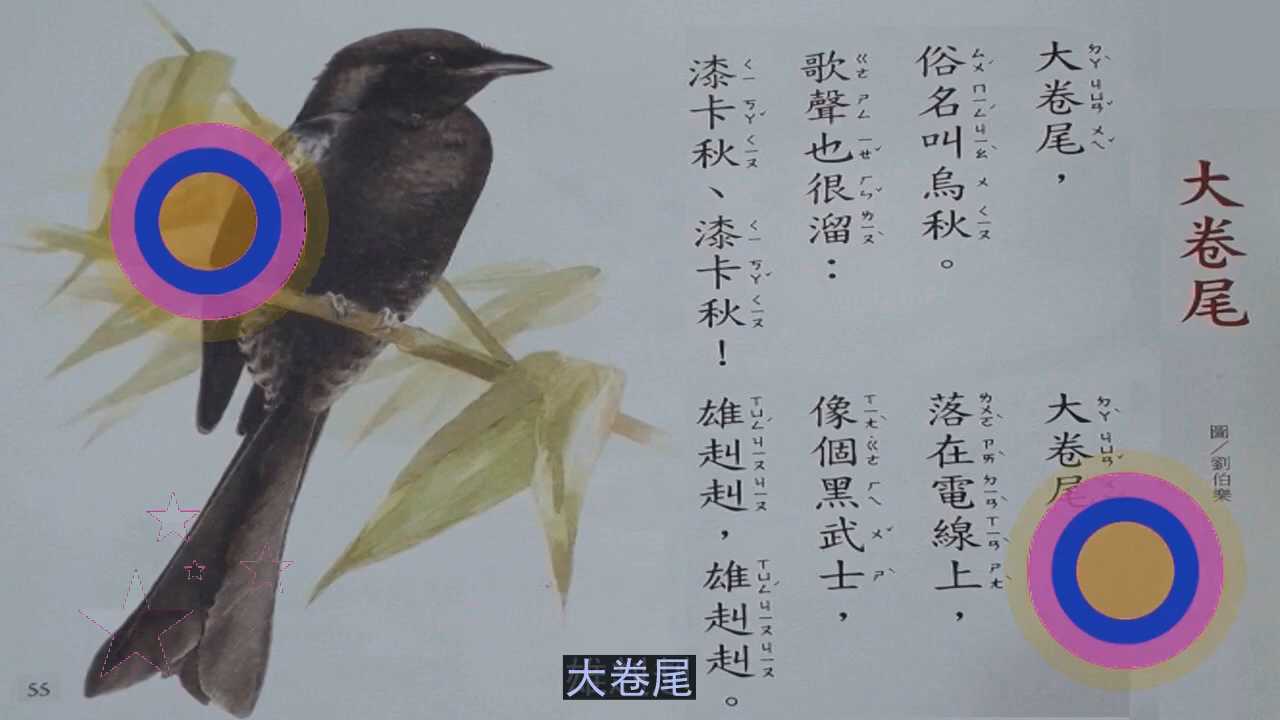 大卷尾
圖／劉伯樂
大卷尾，
俗名叫烏秋。
歌聲也很溜：
漆卡秋、漆卡秋！
大卷尾
落在電線上，
像個黑武士，
雄赳赳，雄赳赳。
55
大卷尾